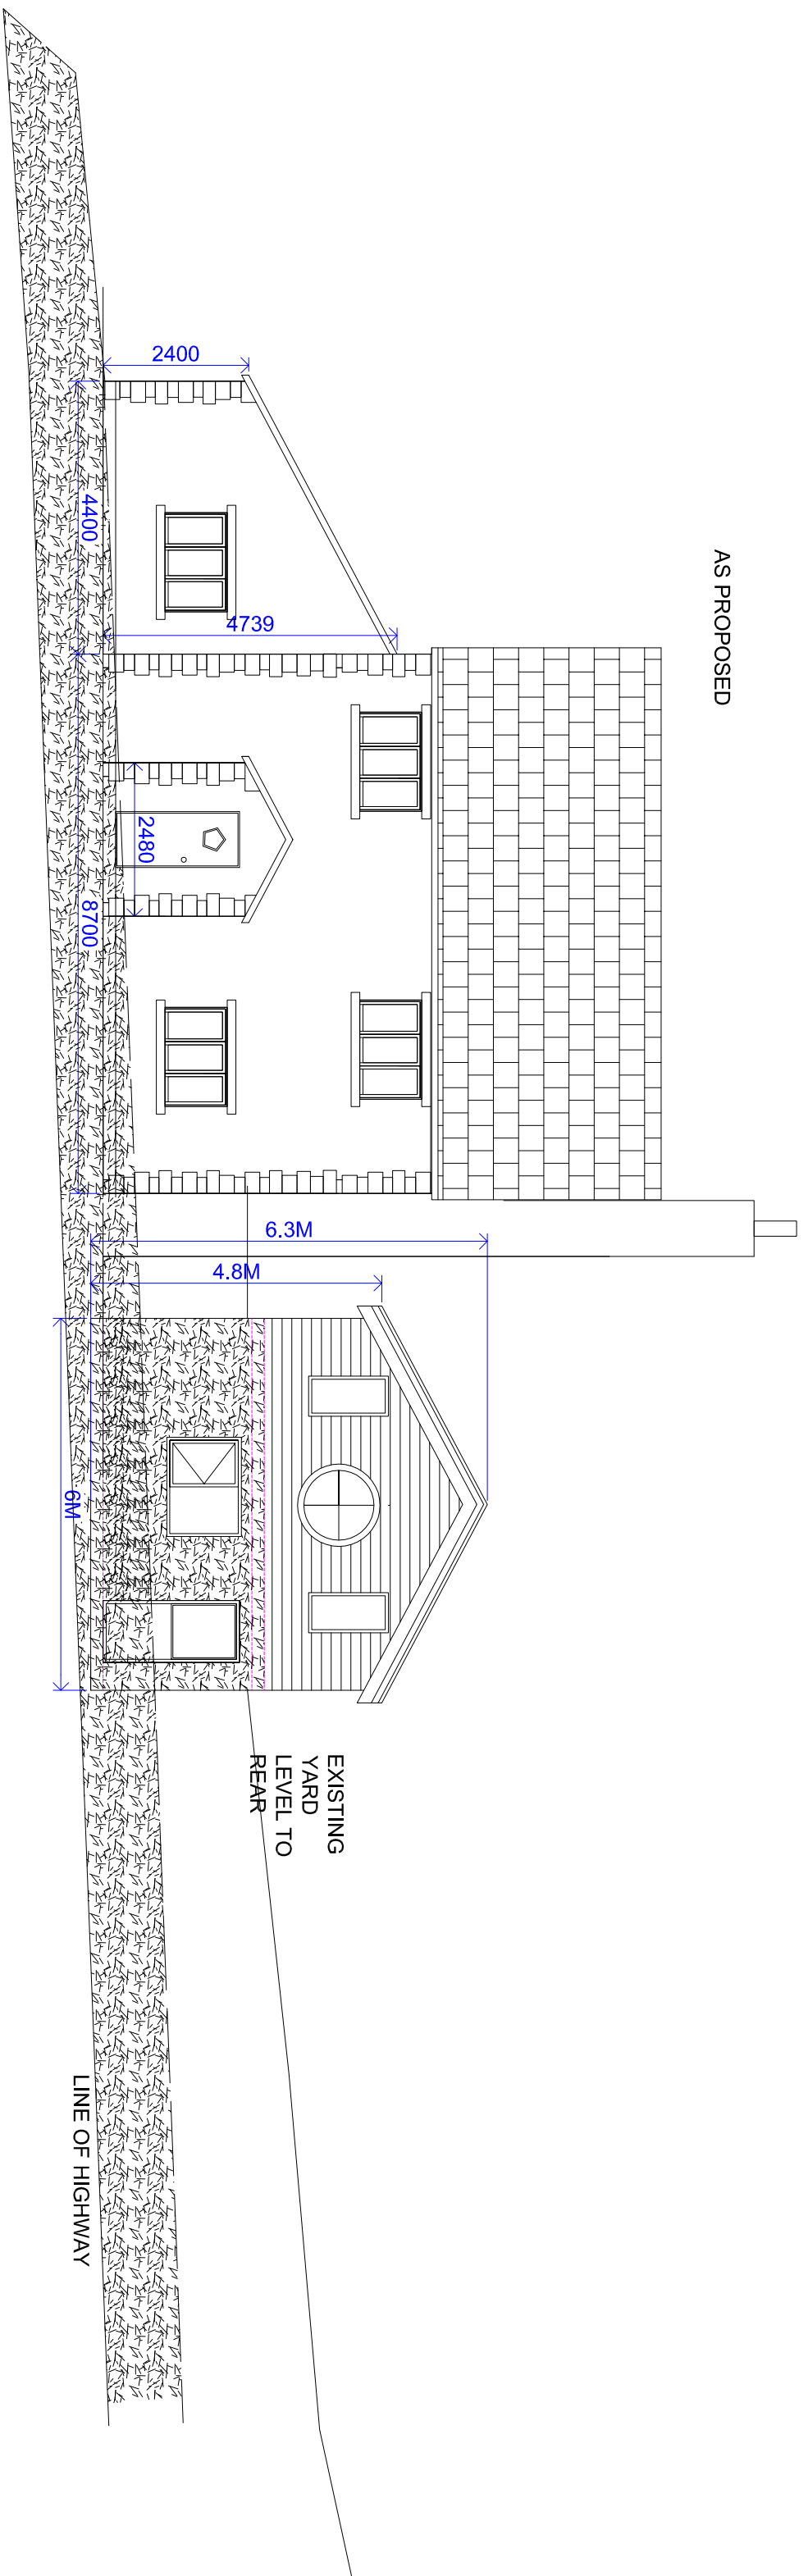 AS PROPOSED
2400
4400
4739
2480
8700
6.3M
4.8M
6M
EXISTING
YARD
LEVEL TO
REAR
LINE OF HIGHWAY